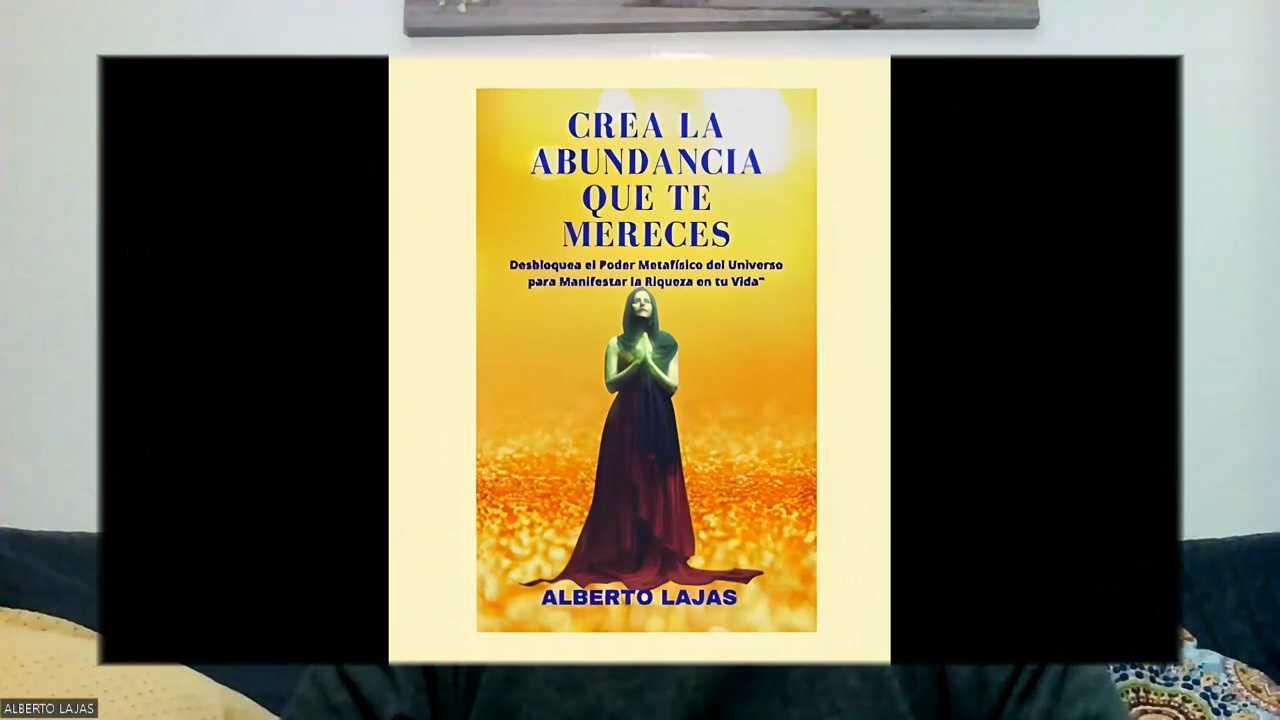 CREA LA
ABUNDANCIA
QUE TE
MERECES
Desbloquea el Poder Metafísico del Universo
para Manifestar la Riqueza en tu Vida"
ALBERTO LAJAS
ALBERTO LAJAS